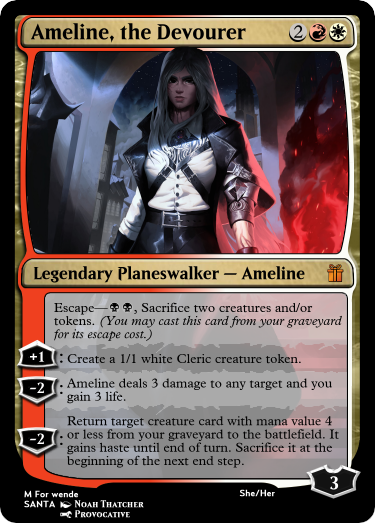 Ameline, the Devourer 2
Legendary Planeswalker — Ameline
Escape—, Sacrifice two creatures and/or
tokens. (You may cast this card from your graveyard
for its escape cost.)
+1: Create a 1/1 white Cleric creature token.
−2: Ameline deals 3 damage to any target and you
gain 3 life.
Return target creature card with mana value 4
or less from your graveyard to the battlefield. It
−2: gains haste until end of turn. Sacrifice it at the
beginning of the next end step.
3
M For wende She/Her
SANTA Noah Thatcher
Provocative